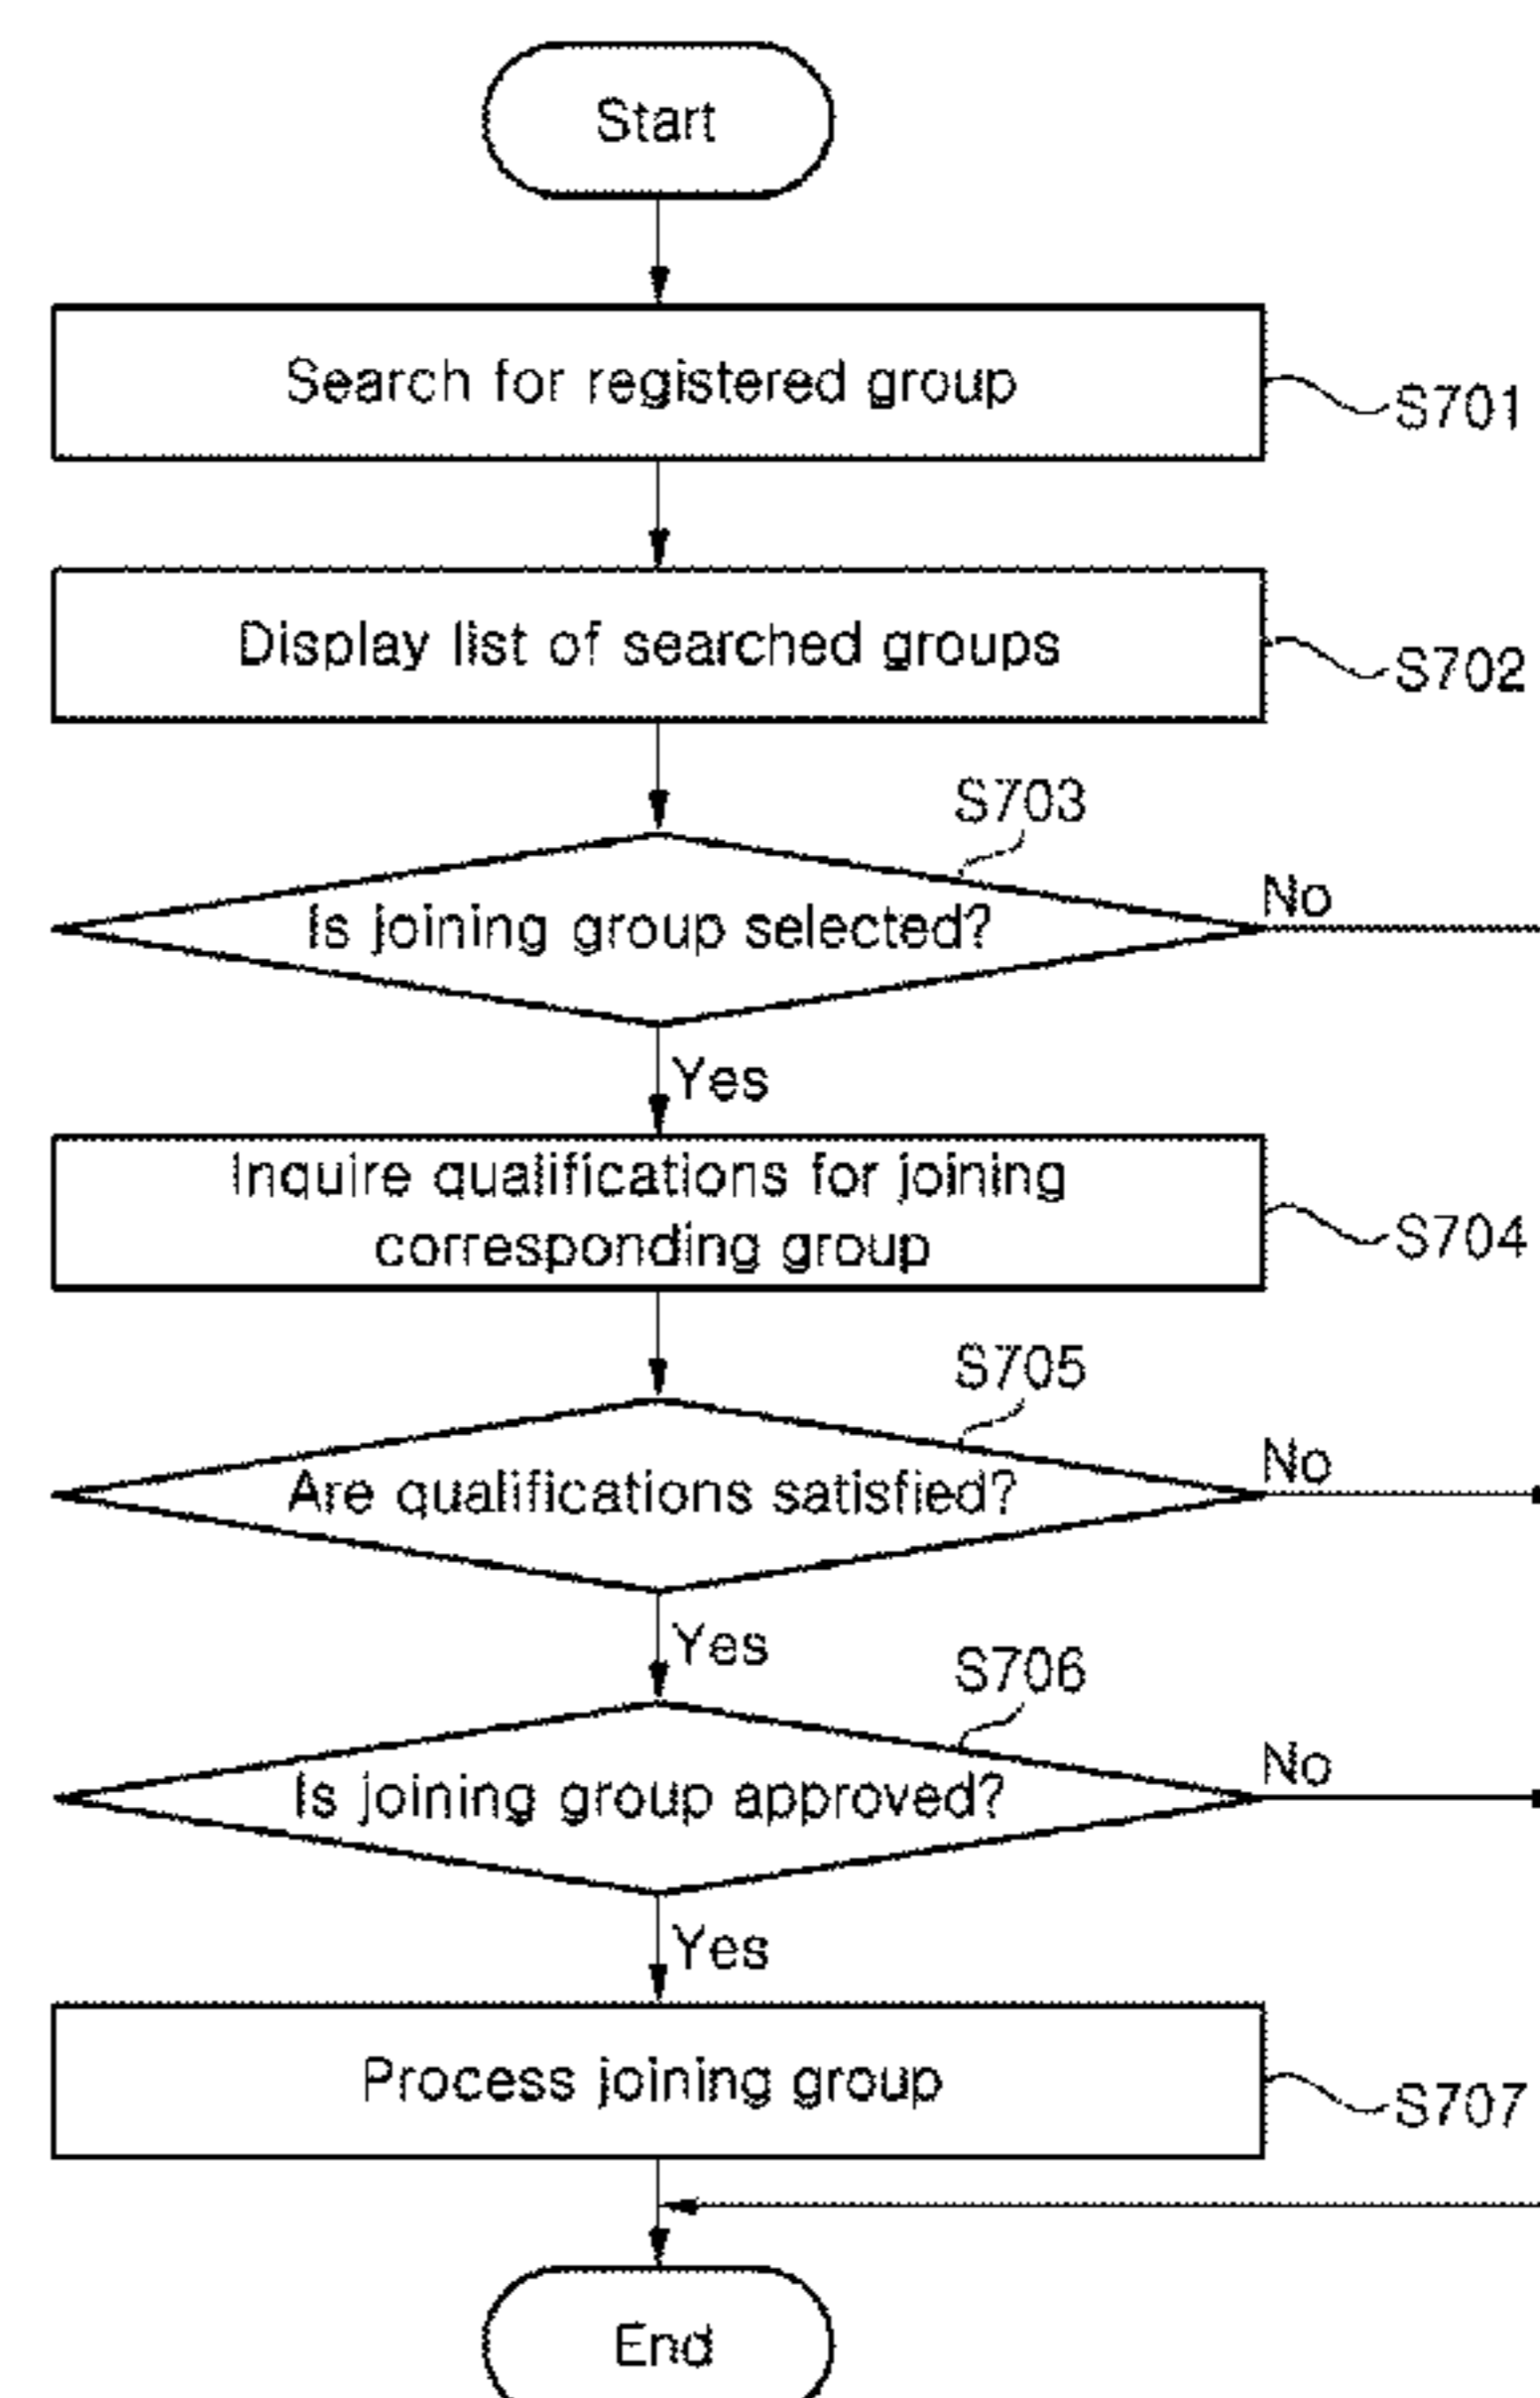 Start
Search for registered group
S701
Display list of searched groups
S702
S703
Is joining group selected?
No
Yes
Inquire qualifications for joining
corresponding group
S704
S705
Are qualifications satisfied?
No
Yes
S706
Is joining group approved?
No
Yes
Process joining group
S707
End